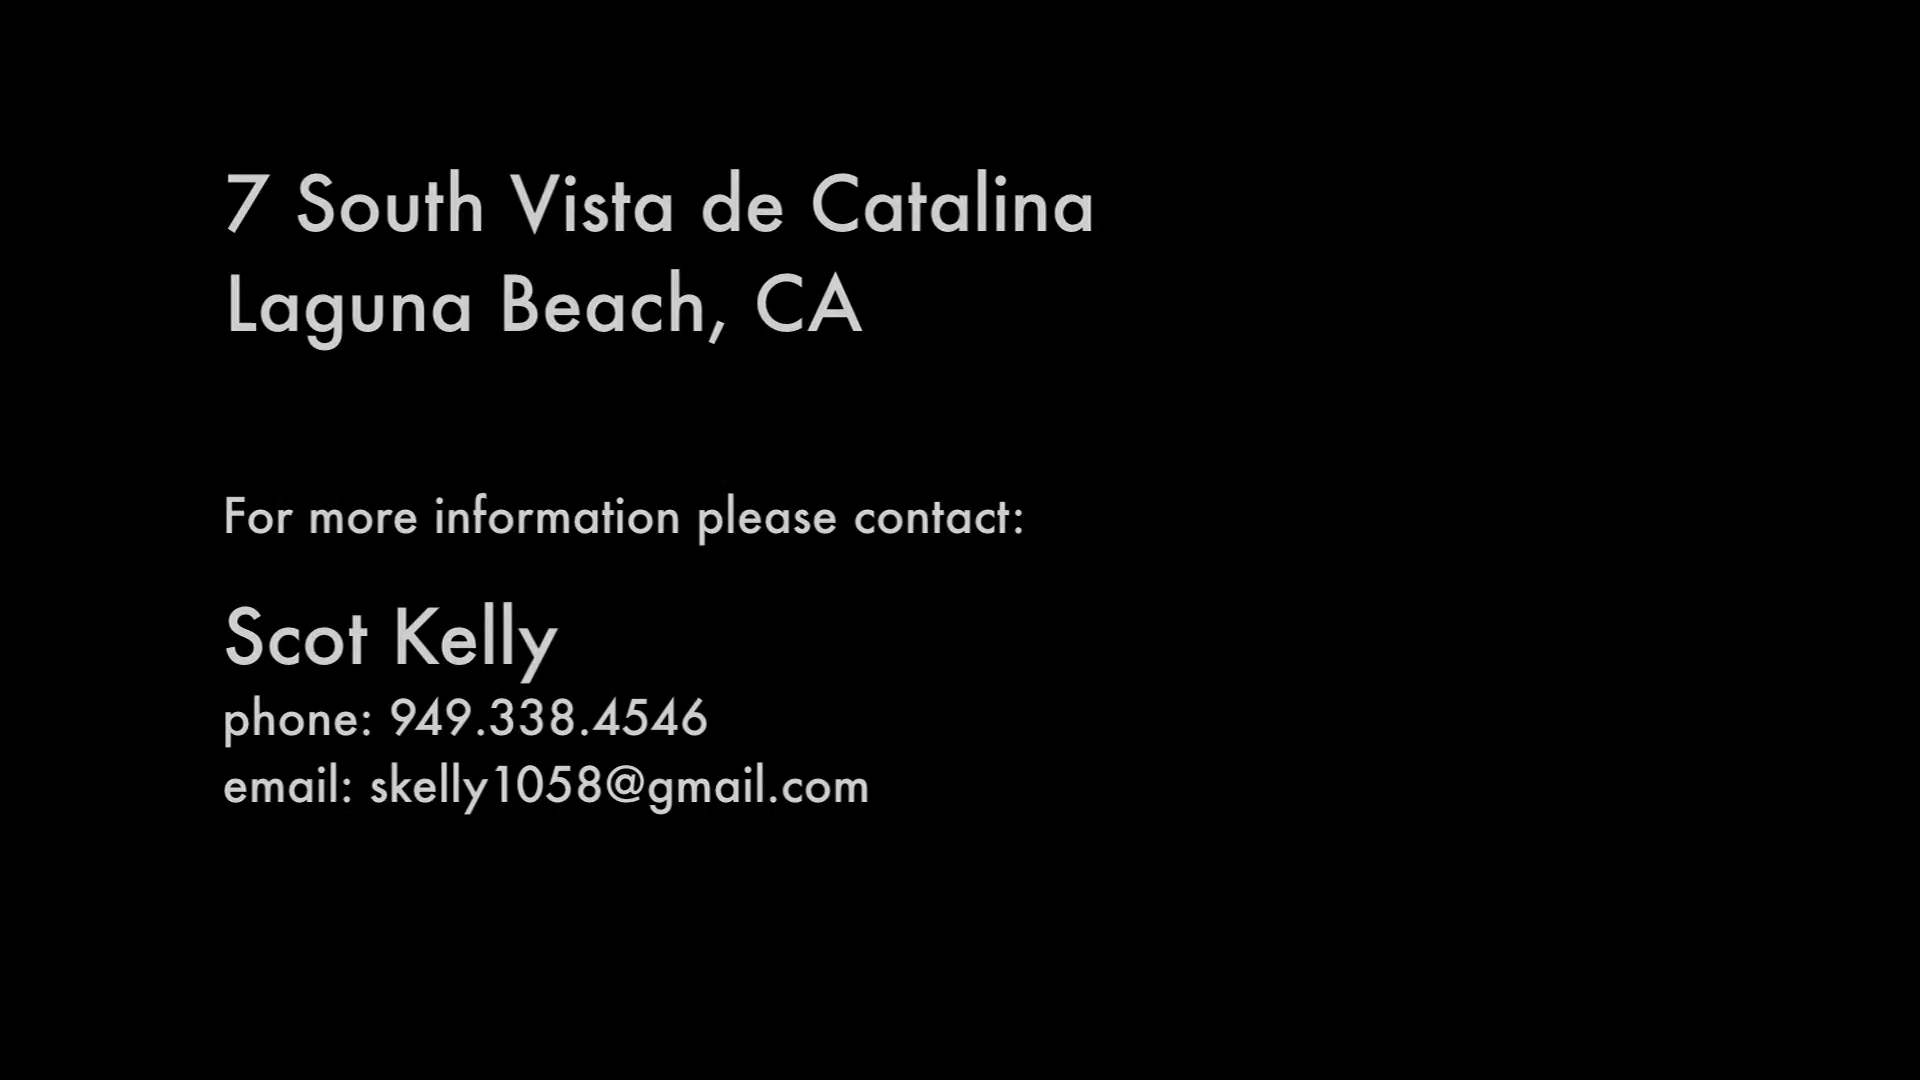 7 South Vista de Catalina
Laguna Beach, CA
For more information please contact:
Scot Kelly
phone: 949.338.4546
email: skelly1058@gmail.com